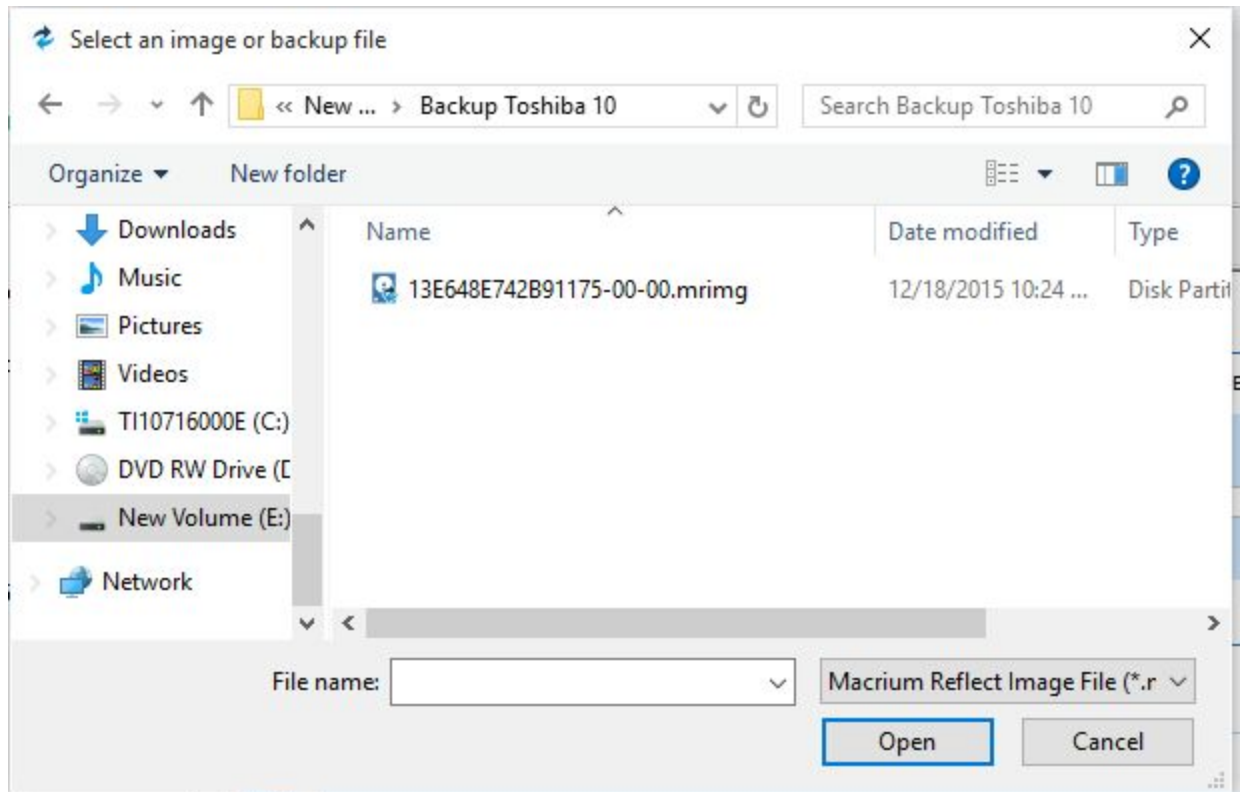 Select an image or backup file
« New ... > Backup Toshiba 10
Search Backup Toshiba 10
Organize
New folder
Name
Date modified
Type
Downloads
Music
Pictures
Videos
TI10716000E (C:)
DVD RW Drive (D
New Volume (E:)
Network
13E648E742B91175-00-00.mrimg
12/18/2015 10:24 ...
Disk Partit
File name:
Macrium Reflect Image File (*.r
Open
Cancel